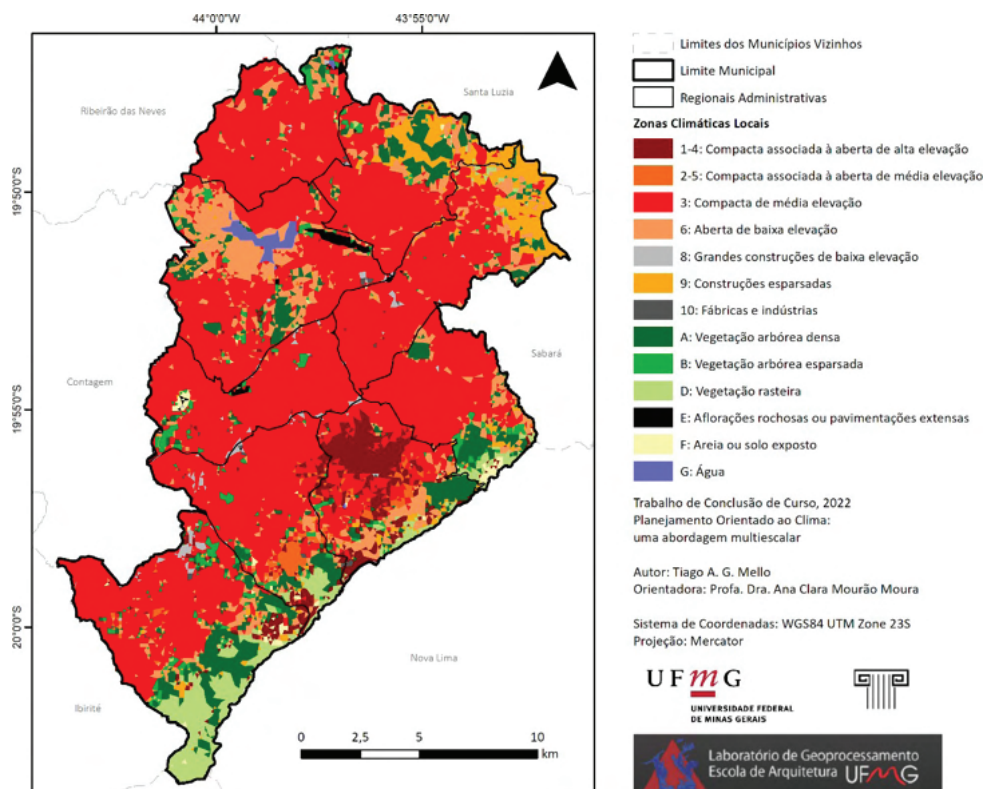 44°0'0"W
43°55'0"W
19°50'0"S
19°55'0"S
20°0'0"S
Ribeirão das Neves
Santa Luzia
Contagem
Sabará
Nova Lima
Ibirité
0 2,5 5 10
km
Limites dos Municípios Vizinhos
Limite Municipal
Regionais Administrativas
Zonas Climáticas Locais
1-4: Compacta associada à aberta de alta elevação
2-5: Compacta associada à aberta de média elevação
3: Compacta de média elevação
6: Aberta de baixa elevação
8: Grandes construções de baixa elevação
9: Construções esparsadas
10: Fábricas e indústrias
A: Vegetação arbórea densa
B: Vegetação arbórea esparsada
D: Vegetação rasteira
E: Aflorações rochosas ou pavimentações extensas
F: Areia ou solo exposto
G: Água
Trabalho de Conclusão de Curso, 2022
Planejamento Orientado ao Clima:
uma abordagem multiescalar
Autor: Tiago A. G. Mello
Orientadora: Profa. Dra. Ana Clara Mourão Moura
Sistema de Coordenadas: WGS84 UTM Zone 23S
Projeção: Mercator
UFmG
UNIVERSIDADE FEDERAL
DE MINAS GERAIS
Laboratório de Geoprocessamento
Escola de Arquitetura UFMG